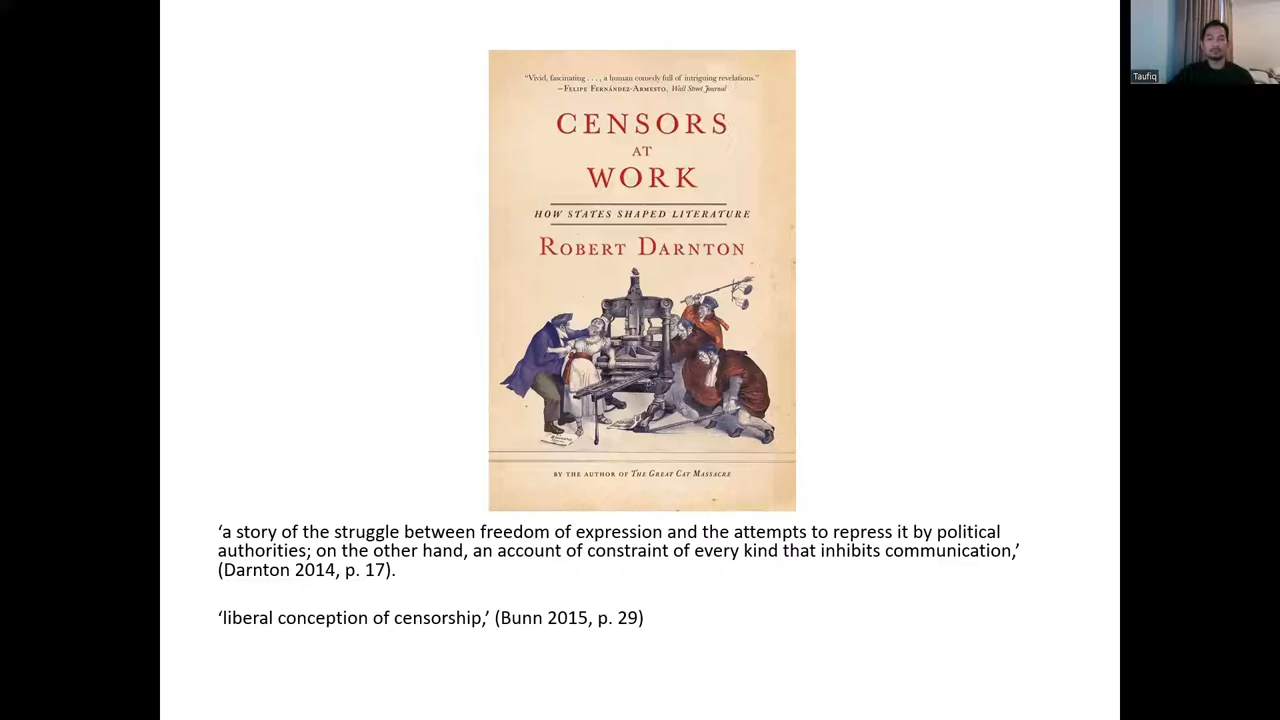 “Vivid, fascinating . . . , a human comedy full of intriguing revelations.”
—Felipe Fernández-Armesto, Wall Street Journal
CENSORS
AT
WORK
HOW STATES SHAPED LITERATURE
Robert Darnton
BY THE AUTHOR OF The Great Cat Massacre
‘a story of the struggle between freedom of expression and the attempts to repress it by political
authorities; on the other hand, an account of constraint of every kind that inhibits communication,’
(Darnton 2014, p. 17).
‘liberal conception of censorship,’ (Bunn 2015, p. 29)
Taufiq